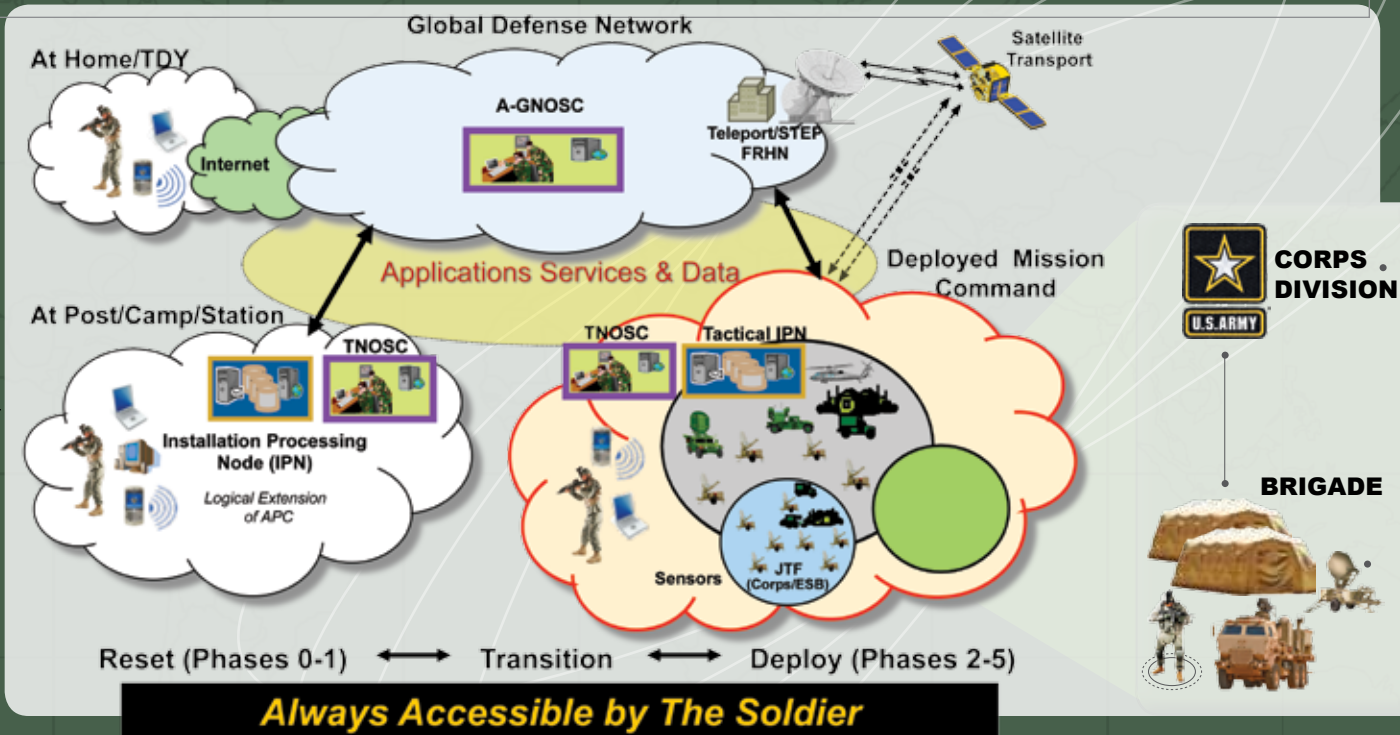 Global Defense Network
At Home/TDY
Satellite
Transport
A-GNOSC
Internet
Teleport/STEP
FRHN
Applications Services & Data
Deployed Mission
Command
CORPS
DIVISION
U.S.ARMY
At Post/Camp/Station
TNOSC
TNOSC
Tactical IPN
Installation Processing
Node (IPN)
Logical Extension
of APC
BRIGADE
Sensors
JTF
(Corps/ESB)
Reset (Phases 0-1)
Transition
Deploy (Phases 2-5)
Always Accessible by The Soldier